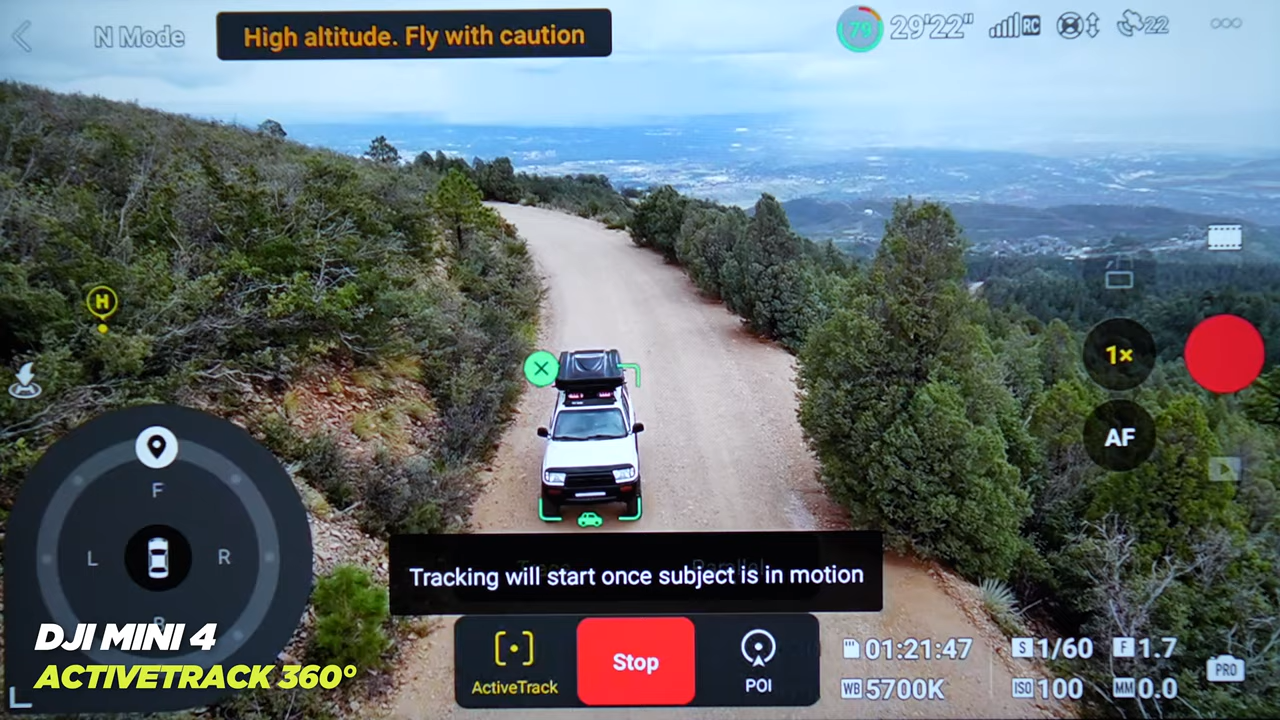 N Mode
High altitude. Fly with caution
79
29'22"
RC
22
H
1×
AF
F
L
R
R
Tracking will start once subject is in motion
DJI MINI 4
ACTIVETRACK 360°
ActiveTrack
Stop
POI
01:21:47
S 1/60
F 1.7
WB 5700K
ISO 100
MM 0.0
PRO